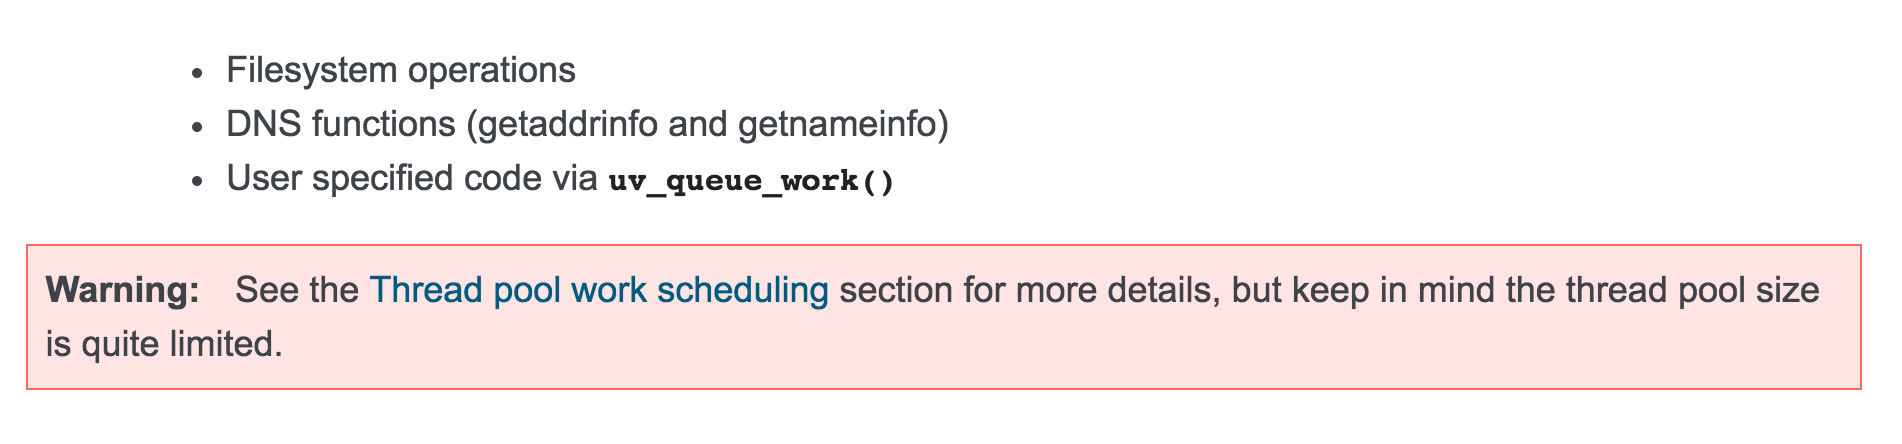 • Filesystem operations
• DNS functions (getaddrinfo and getnameinfo)
• User specified code via uv_queue_work()
Warning: See the Thread pool work scheduling section for more details, but keep in mind the thread pool size
is quite limited.